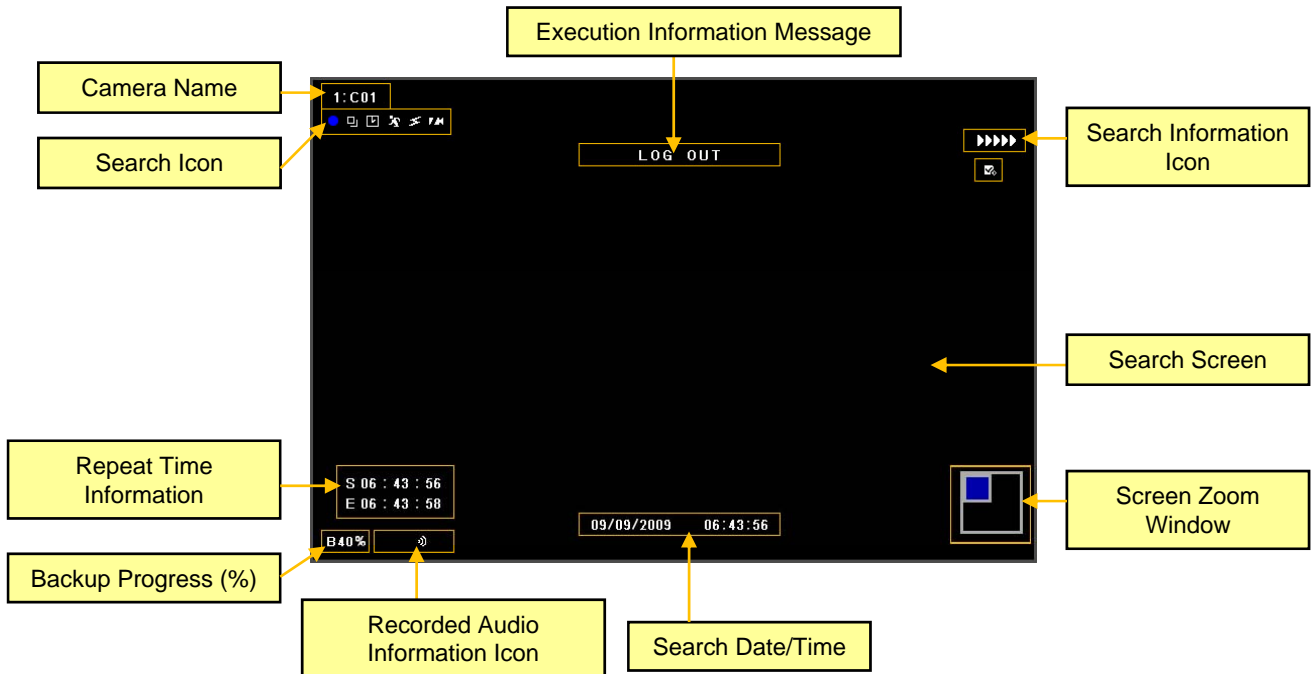 Execution Information Message
Camera Name
1:C01
Search Icon
LOG OUT
Search Information
Icon
Search Screen
Repeat Time
Information
S 06 : 43 : 56
E 06 : 43 : 58
Screen Zoom
Window
09/09/2009 06:43:56
B40%
Backup Progress (%)
Recorded Audio
Information Icon
Search Date/Time